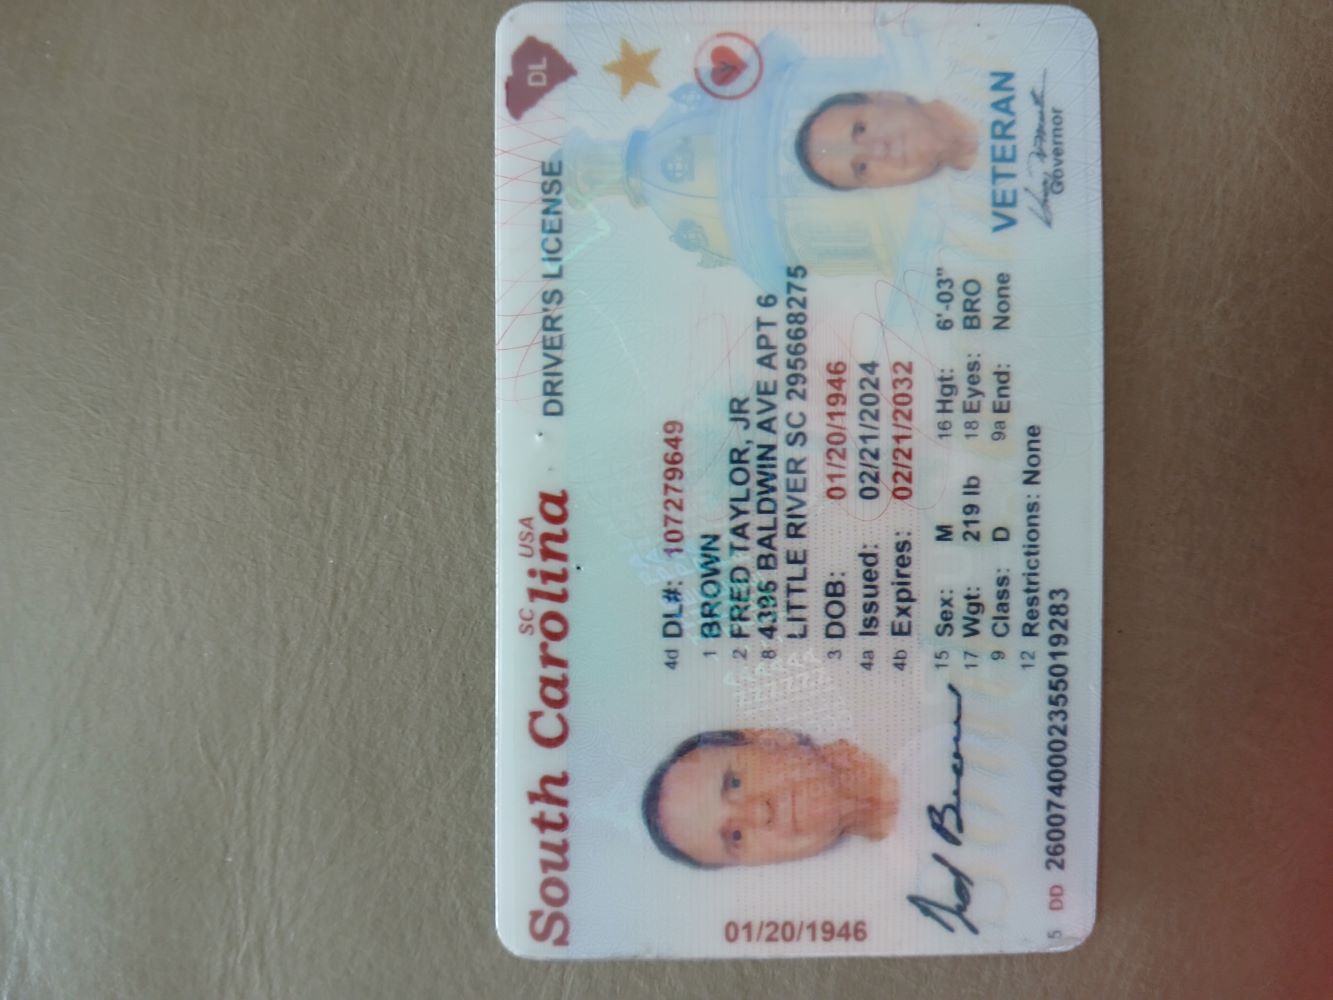 SC USA
South Carolina
DRIVER'S LICENSE
DL
4d DL#: 107279649
1 BROWN
2 FRED TAYLOR, JR
8 4396 BALDWIN AVE APT 6
LITTLE RIVER SC 295668275
3 DOB: 01/20/1946
4a Issued: 02/21/2024
4b Expires: 02/21/2032
15 Sex: M 16 Hgt: 6'-03"
17 Wgt: 219 lb 18 Eyes: BRO
9 Class: D 9a End: None
12 Restrictions: None
5 DD 2600740002355019283
01/20/1946
Y
VETERAN
Governor